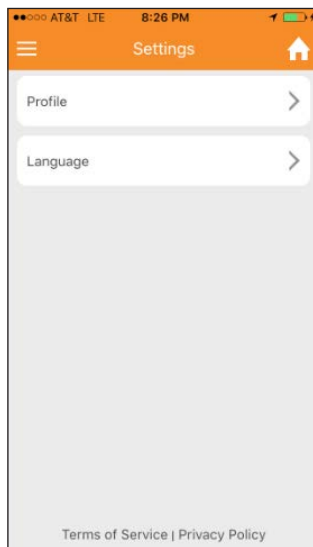 AT&T LTE 8:26 PM
Settings
Profile
Language
Terms of Service | Privacy Policy